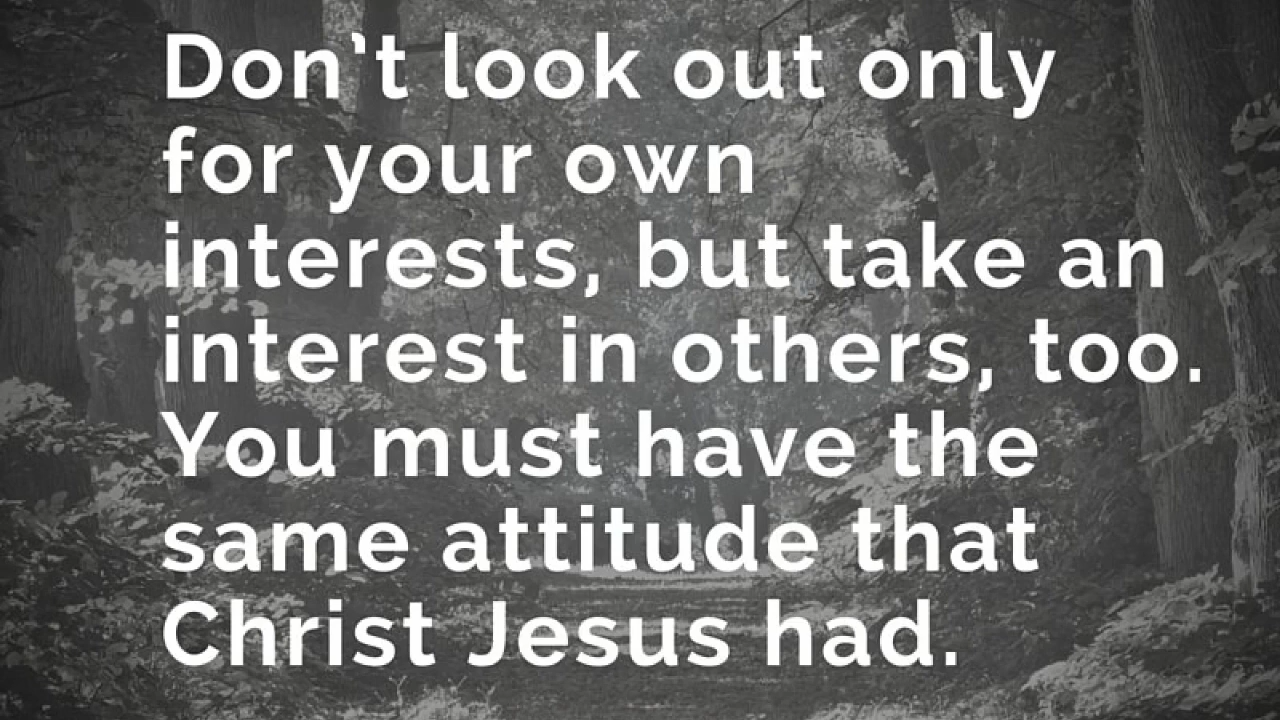 Don't look out only
for your own
interests, but take an
interest in others, too.
You must have the
same attitude that
Christ Jesus had.